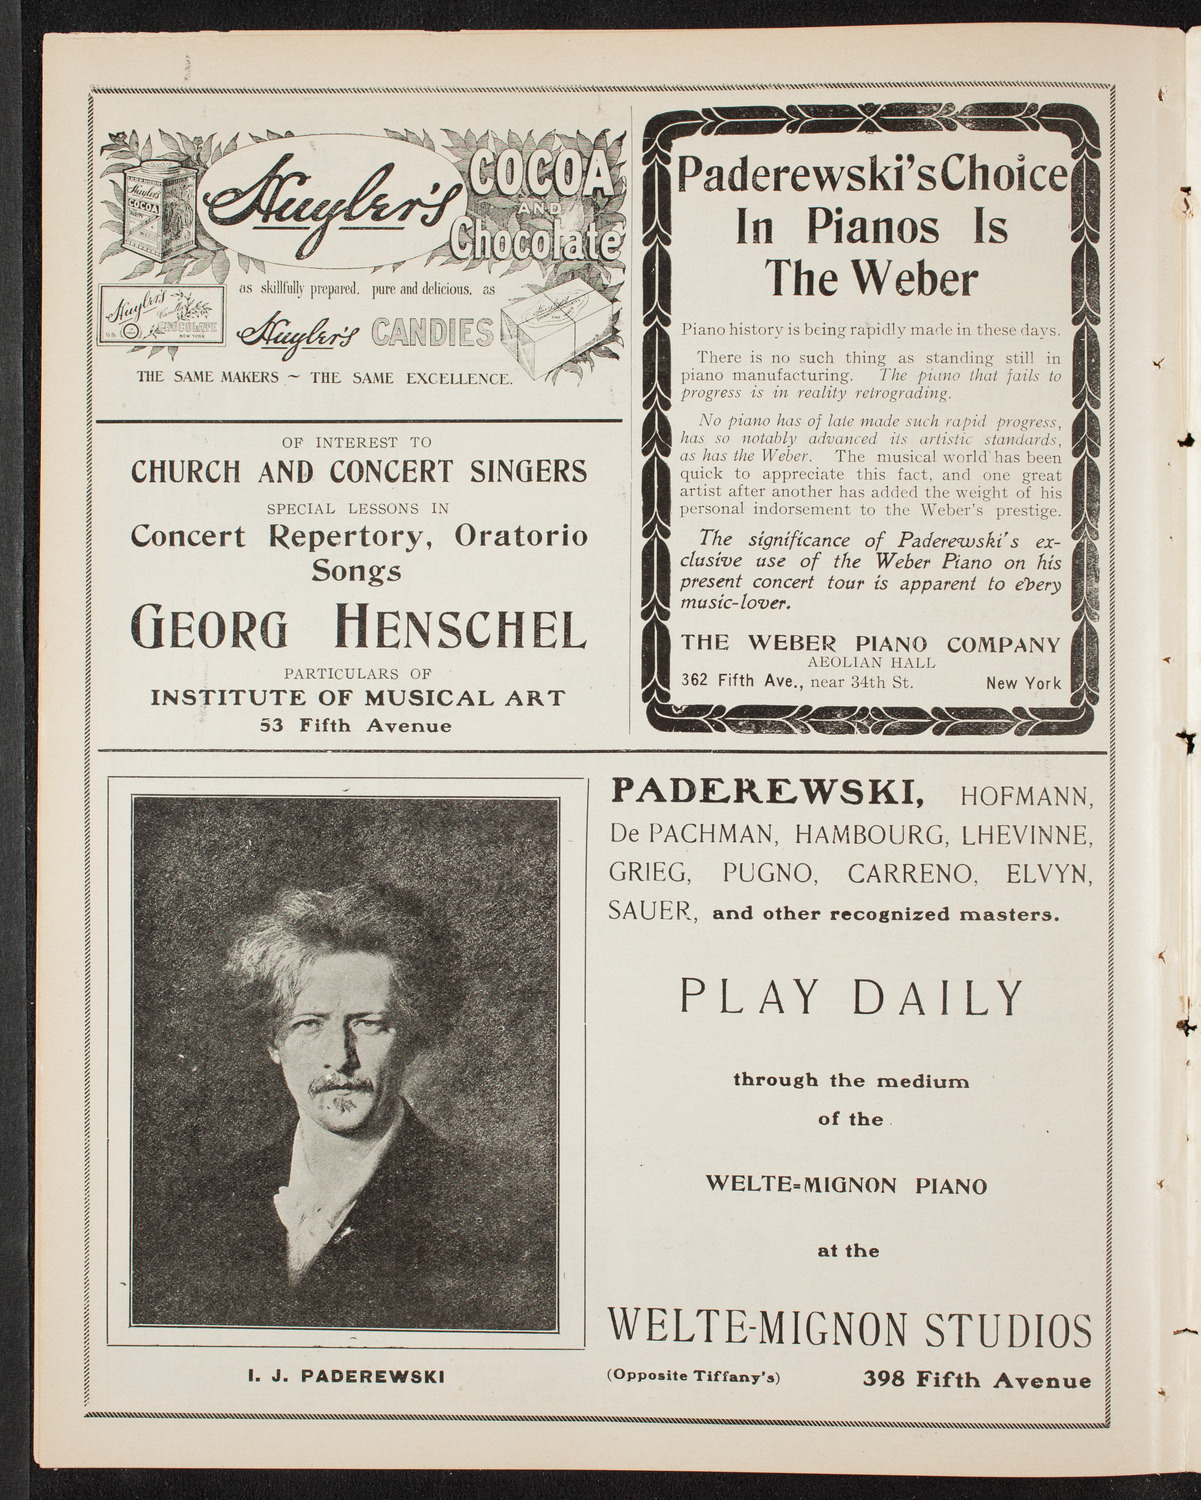 Huyler's
COCOA
AND
Chocolate
Huyler's
COCOA
as skillfully prepared, pure and delicious, as
Huyler's
CHOCOLATE
NEW YORK
Huyler's CANDIES
THE SAME MAKERS ~ THE SAME EXCELLENCE.
OF INTEREST TO
CHURCH AND CONCERT SINGERS
SPECIAL LESSONS IN
Concert Repertory, Oratorio
Songs
GEORG HENSCHEL
PARTICULARS OF
INSTITUTE OF MUSICAL ART
53 Fifth Avenue
Paderewski's Choice
In Pianos Is
The Weber
Piano history is being rapidly made in these days.
There is no such thing as standing still in
piano manufacturing. The piano that fails to
progress is in reality retrograding.
No piano has of late made such rapid progress,
has so notably advanced its artistic standards,
as has the Weber. The musical world has been
quick to appreciate this fact, and one great
artist after another has added the weight of his
personal indorsement to the Weber's prestige.
The significance of Paderewski's ex-
clusive use of the Weber Piano on his
present concert tour is apparent to every
music-lover.
THE WEBER PIANO COMPANY
AEOLIAN HALL
362 Fifth Ave., near 34th St. New York
I. J. PADEREWSKI
PADEREWSKI, HOFMANN,
De PACHMAN, HAMBOURG, LHEVINNE,
GRIEG, PUGNO, CARRENO, ELVYN,
SAUER, and other recognized masters.
PLAY DAILY
through the medium
of the
WELTE=MIGNON PIANO
at the
WELTE-MIGNON STUDIOS
(Opposite Tiffany's) 398 Fifth Avenue